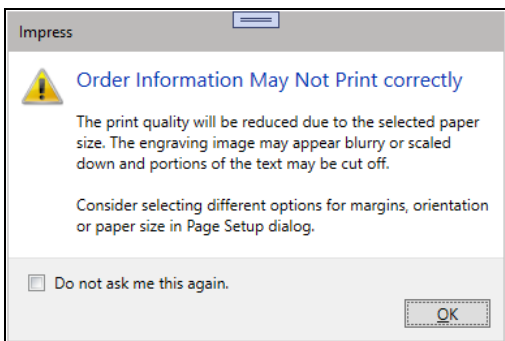 Impress
Order Information May Not Print correctly
The print quality will be reduced due to the selected paper
size. The engraving image may appear blurry or scaled
down and portions of the text may be cut off.
Consider selecting different options for margins, orientation
or paper size in Page Setup dialog.
Do not ask me this again.
OK